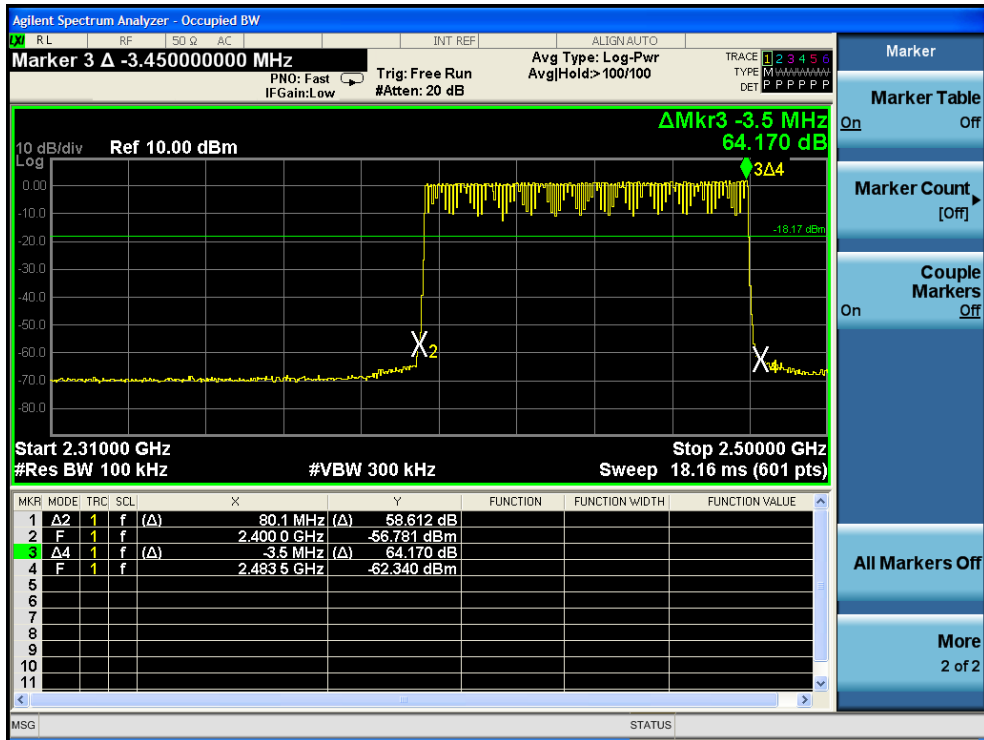 Agilent Spectrum Analyzer - Occupied BW
LXI RL RF 50 Ω AC INT REF ALIGN AUTO
Marker 3 Δ -3.450000000 MHz
PNO: Fast Trig: Free Run Avg Type: Log-Pwr TRACE 1 2 3 4 5 6
IFGain:Low #Atten: 20 dB Avg|Hold:>100/100 TYPE M WWWWW
DET P P P P P P
ΔMkr3 -3.5 MHz
10 dB/div Ref 10.00 dBm 64.170 dB
Log
3Δ4
0.00
-10.0
-18.17 dBm
-20.0
-30.0
-40.0
-50.0
2
-60.0
4
-70.0
-80.0
Start 2.31000 GHz Stop 2.50000 GHz
#Res BW 100 kHz #VBW 300 kHz Sweep 18.16 ms (601 pts)
MKR MODE TRC SCL X Y FUNCTION FUNCTION WIDTH FUNCTION VALUE
1 Δ2 1 f (Δ) 80.1 MHz (Δ) 58.612 dB
2 F 1 f 2.400 0 GHz -56.781 dBm
3 Δ4 1 f (Δ) -3.5 MHz (Δ) 64.170 dB
4 F 1 f 2.483 5 GHz -62.340 dBm
5
6
7
8
9
10
11
MSG STATUS
Marker
Marker Table
On Off
Marker Count
[Off]
Couple
Markers
On Off
All Markers Off
More
2 of 2